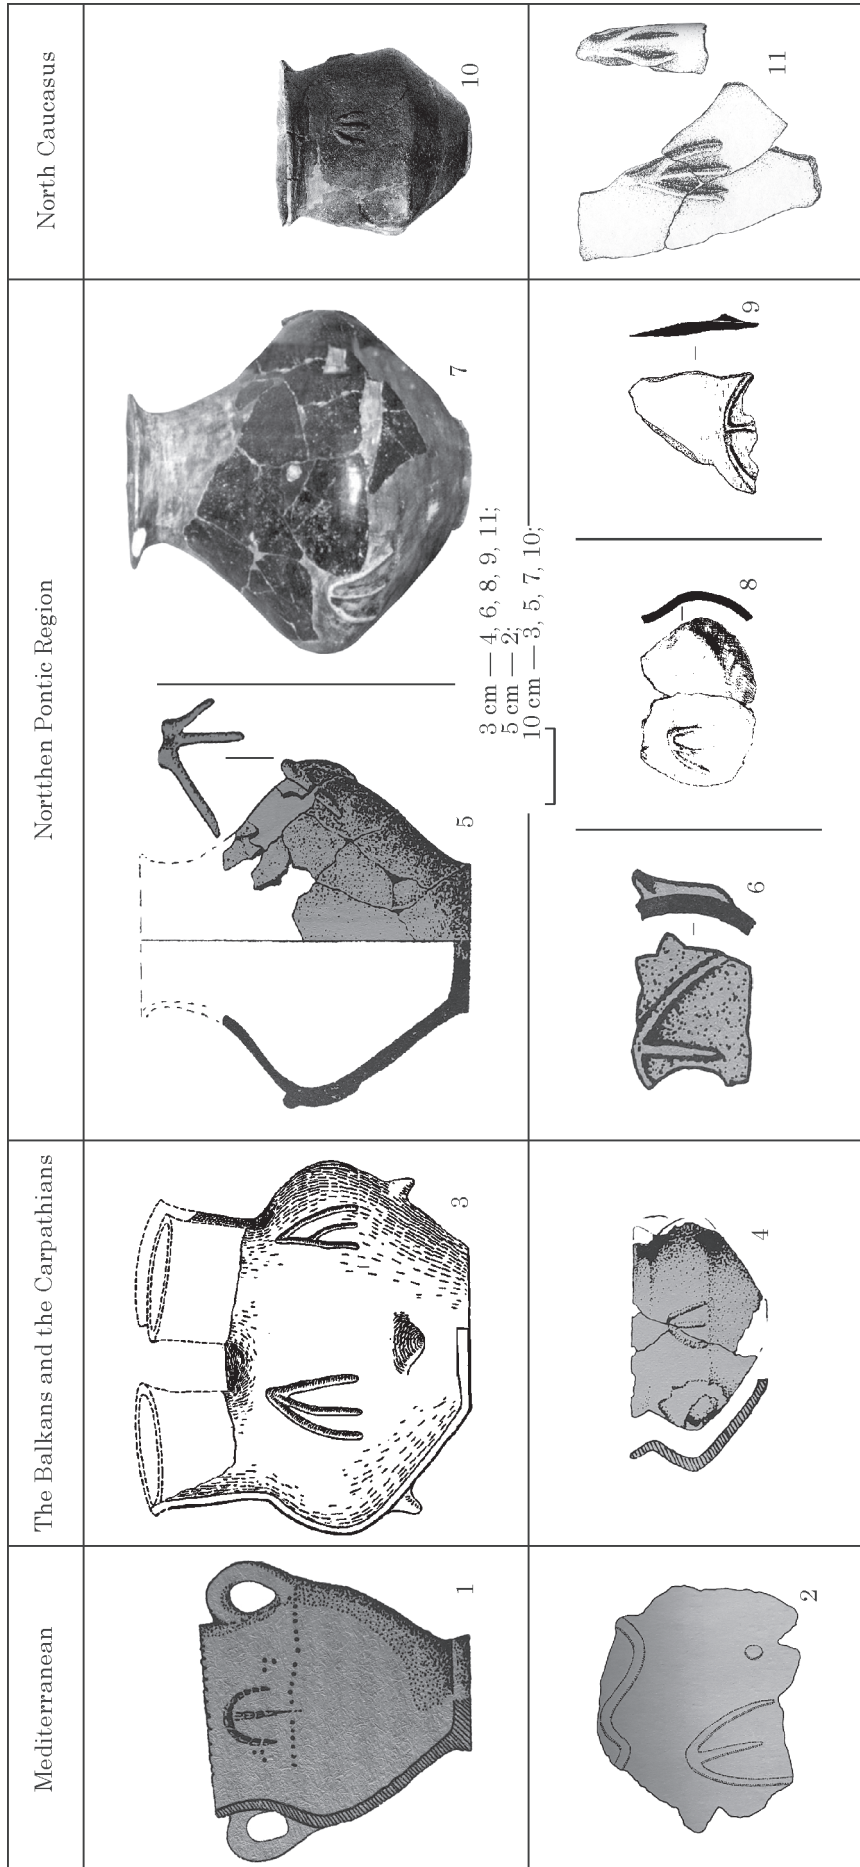 Mediterranean
The Balkans and the Carpathians
Nortthen Pontic Region
North Caucasus
1
3
5
7
10
3 cm — 4, 6, 8, 9, 11;
5 cm — 2;
10 cm — 3, 5, 7, 10;
2
4
6
8
9
11